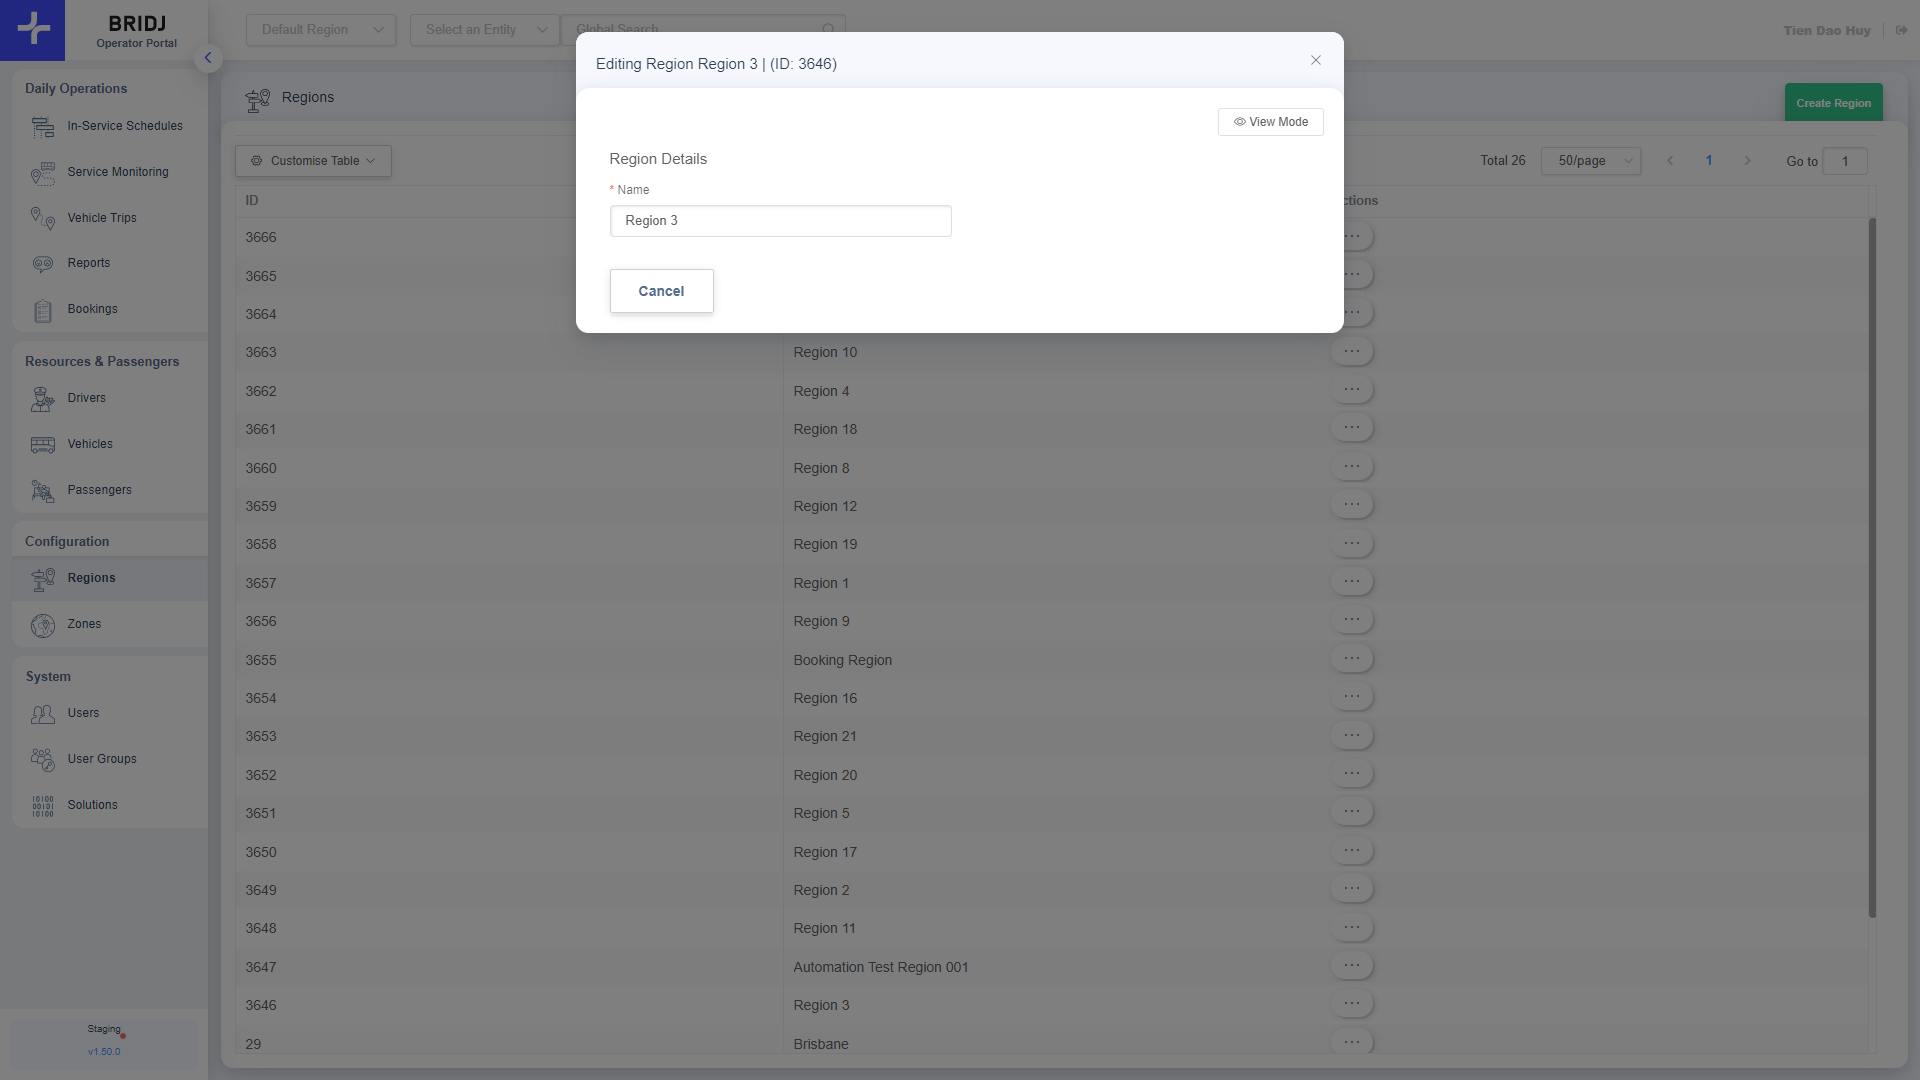 BRIDJ
Operator Portal
Default Region
Select an Entity
Global Search
Tien Dao Huy
Daily Operations
In-Service Schedules
Service Monitoring
Vehicle Trips
Reports
Bookings
Resources & Passengers
Drivers
Vehicles
Passengers
Configuration
Regions
Zones
System
Users
User Groups
Solutions
Staging
v1.50.0
Regions
Create Region
Customise Table
Total 26
50/page
1
Go to
1
Editing Region Region 3 | (ID: 3646)
View Mode
Region Details
* Name
Region 3
Cancel
ID
ctions
3666
3665
3664
3663 Region 10
3662 Region 4
3661 Region 18
3660 Region 8
3659 Region 12
3658 Region 19
3657 Region 1
3656 Region 9
3655 Booking Region
3654 Region 16
3653 Region 21
3652 Region 20
3651 Region 5
3650 Region 17
3649 Region 2
3648 Region 11
3647 Automation Test Region 001
3646 Region 3
29 Brisbane